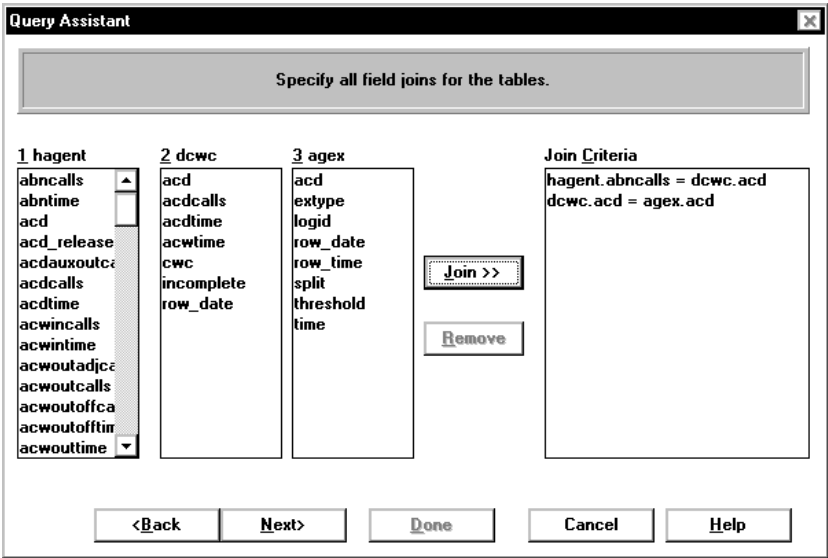 Query Assistant
Specify all field joins for the tables.
1 hagent
abncalls
abntime
acd
acd_release
acdauxoutca
acdcalls
acdtime
acwincalls
acwintime
acwoutadjca
acwoutcalls
acwoutoffca
acwoutofftim
acwouttime
2 dcwc
acd
acdcalls
acdtime
acwtime
cwc
incomplete
row_date
3 agex
acd
extype
logid
row_date
row_time
split
threshold
time
Join >>
Remove
Join Criteria
hagent.abncalls = dcwc.acd
dcwc.acd = agex.acd
<Back
Next>
Done
Cancel
Help